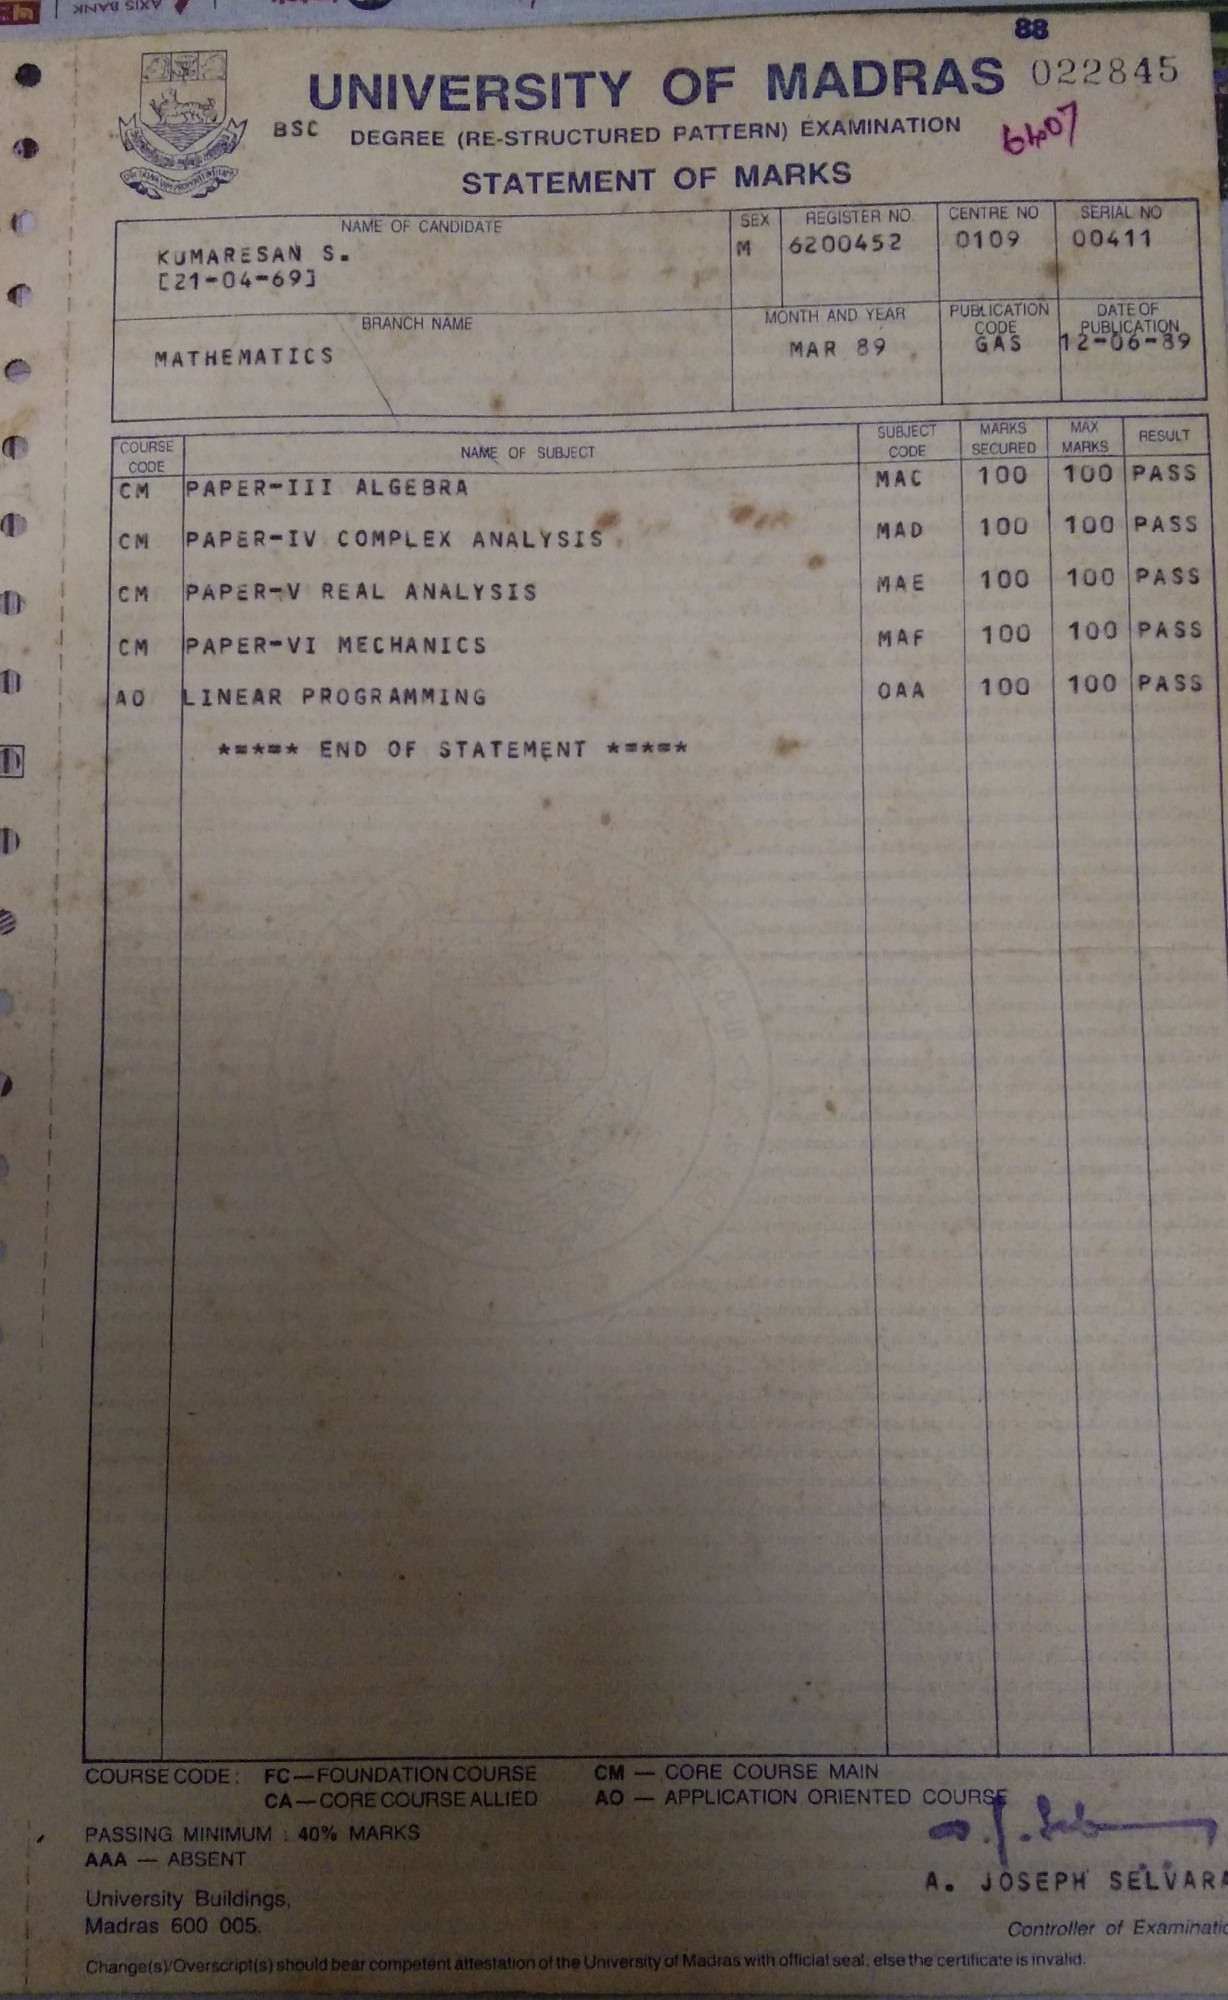 AXIS BANK
88
UNIVERSITY OF MADRAS 022845
BSC DEGREE (RE-STRUCTURED PATTERN) EXAMINATION
6407
STATEMENT OF MARKS
NAME OF CANDIDATE SEX REGISTER NO. CENTRE NO SERIAL NO
KUMARESAN S. M 6200452 0109 00411
[21-04-69]
BRANCH NAME MONTH AND YEAR PUBLICATION CODE DATE OF PUBLICATION
MATHEMATICS MAR 89 GAS 12-06-89
COURSE CODE NAME OF SUBJECT SUBJECT CODE MARKS SECURED MAX MARKS RESULT
CM PAPER-III ALGEBRA MAC 100 100 PASS
CM PAPER-IV COMPLEX ANALYSIS MAD 100 100 PASS
CM PAPER-V REAL ANALYSIS MAE 100 100 PASS
CM PAPER-VI MECHANICS MAF 100 100 PASS
AO LINEAR PROGRAMMING OAA 100 100 PASS
*=*=* END OF STATEMENT *=*=*
COURSE CODE : FC — FOUNDATION COURSE CM — CORE COURSE MAIN
CA — CORE COURSE ALLIED AO — APPLICATION ORIENTED COURSE
PASSING MINIMUM : 40% MARKS
AAA — ABSENT
A. JOSEPH SELVARA
University Buildings,
Madras 600 005.
Controller of Examinatio
Change(s)/Overscript(s) should bear competent attestation of the University of Madras with official seal, else the certificate is invalid.